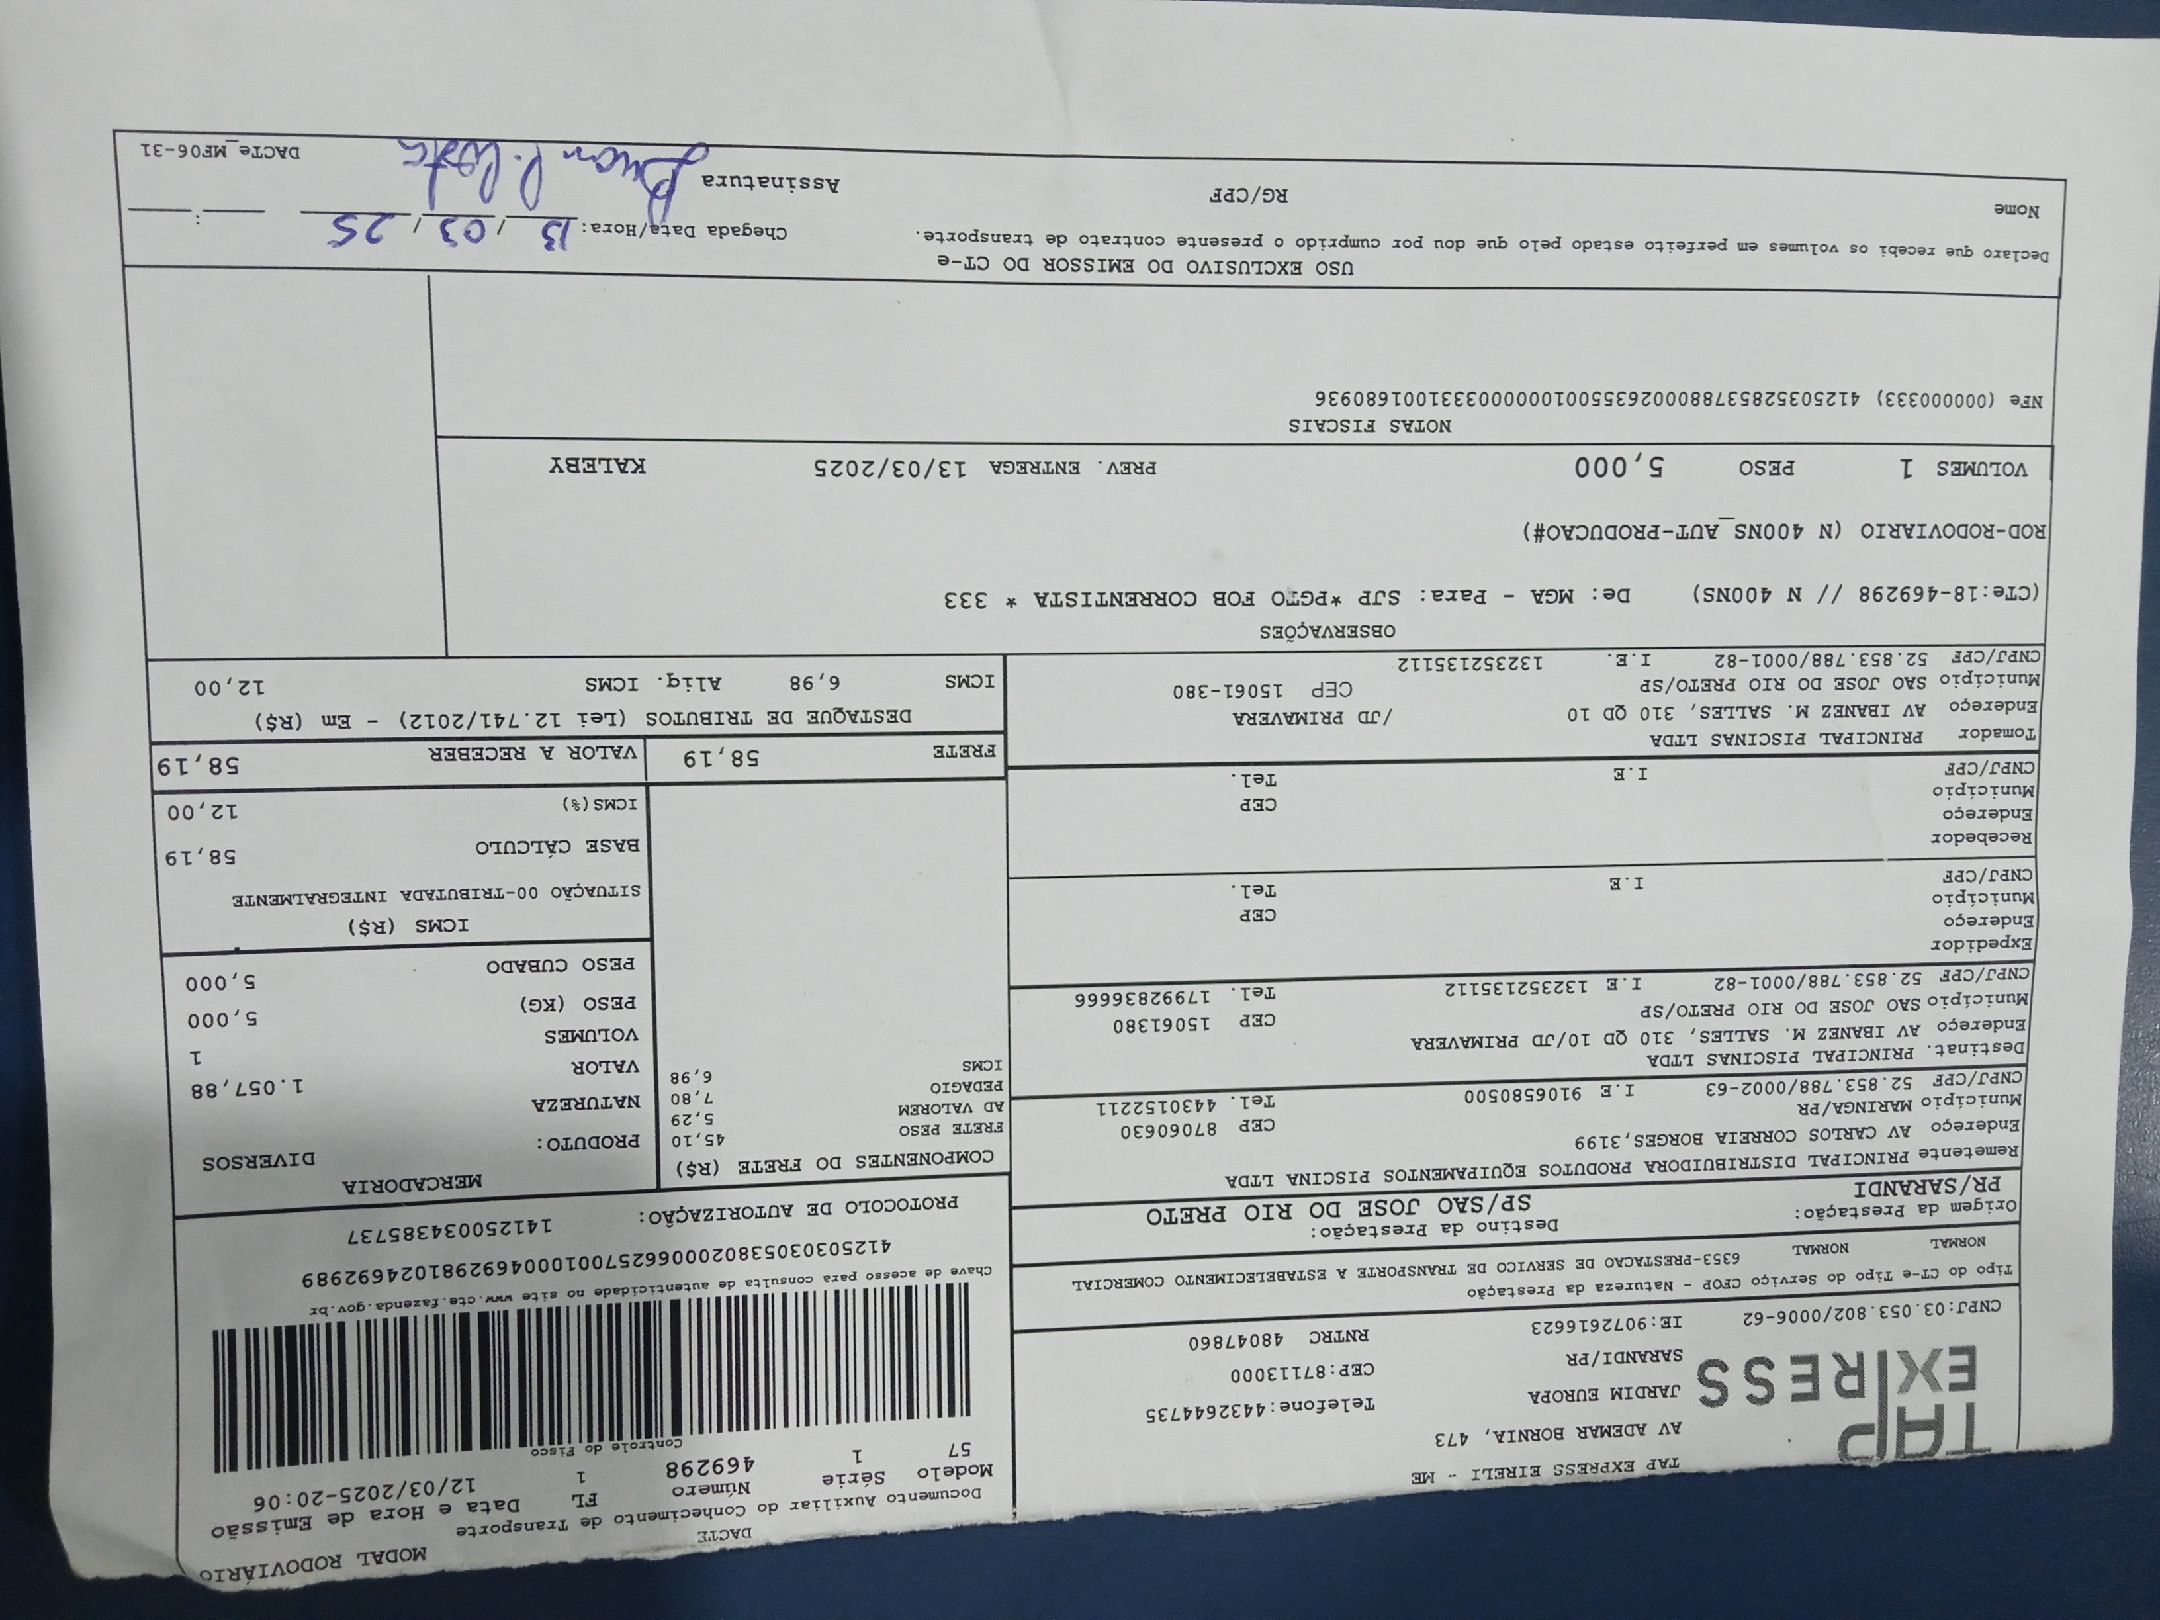 TAP
EXPRESS
TAP EXPRESS EIRELI - ME
AV ADEMAR BORNIA, 473
JARDIM EUROPA Telefone:4432644735
SARANDI/PR CEP:87113000
CNPJ:03.053.802/0006-62 IE:9072616623 RNTRC 48047860
Tipo do CT-e Tipo do Serviço CFOP - Natureza da Prestação
NORMAL NORMAL 6353-PRESTACAO DE SERVICO DE TRANSPORTE A ESTABELECIMENTO COMERCIAL
Origem da Prestação: Destino da Prestação:
PR/SARANDI SP/SAO JOSE DO RIO PRETO
Remetente PRINCIPAL DISTRIBUIDORA PRODUTOS EQUIPAMENTOS PISCINA LTDA
Endereço AV CARLOS CORREIA BORGES,3199 CEP 87060630
Município MARINGA/PR Tel. 4430152211
CNPJ/CPF 52.853.788/0002-63 I.E 9106580500
Destinat. PRINCIPAL PISCINAS LTDA
Endereço AV IBANEZ M. SALLES, 310 QD 10/JD PRIMAVERA
Município SAO JOSE DO RIO PRETO/SP CEP 15061380
CNPJ/CPF 52.853.788/0001-82 I.E 132352135112 Tel. 17992836666
Expedidor
Endereço
Município CEP
CNPJ/CPF I.E Tel.
Recebedor
Endereço
Município CEP
CNPJ/CPF I.E Tel.
Tomador PRINCIPAL PISCINAS LTDA
Endereço AV IBANEZ M. SALLES, 310 QD 10 /JD PRIMAVERA
Município SAO JOSE DO RIO PRETO/SP CEP 15061-380
CNPJ/CPF 52.853.788/0001-82 I.E. 132352135112
MODAL RODOVIÁRIO
DACTE
Documento Auxiliar do Conhecimento de Transporte
Modelo Série Número FL Data e Hora de Emissão
57 1 469298 1 12/03/2025-20:06
Controle do Fisco
Chave de acesso para consulta de autenticidade no site www.cte.fazenda.gov.br
41250303053802000662570010004692981024692989
PROTOCOLO DE AUTORIZAÇÃO: 141250034385737
COMPONENTES DO FRETE (R$)
FRETE PESO 45,10
AD VALOREM 5,29
PEDAGIO 7,80
ICMS 6,98
MERCADORIA
PRODUTO: DIVERSOS
NATUREZA
VALOR 1.057,88
VOLUMES 1
PESO (KG) 5,000
PESO CUBADO 5,000
ICMS (R$)
SITUAÇÃO 00-TRIBUTADA INTEGRALMENTE
BASE CÁLCULO 58,19
ICMS(%) 12,00
FRETE 58,19 VALOR A RECEBER 58,19
DESTAQUE DE TRIBUTOS (Lei 12.741/2012) - Em (R$)
ICMS 6,98 Aliq. ICMS 12,00
OBSERVAÇÕES
(CTe:18-469298 // N 400NS) De: MGA - Para: SJP *PGTO FOB CORRENTISTA * 333
ROD-RODOVIARIO (N 400NS_AUT-PRODUCAO#)
VOLUMES 1 PESO 5,000 PREV. ENTREGA 13/03/2025 KALEBY
NOTAS FISCAIS
NFe (000000333) 41250352853788000263550010000003331001680936
USO EXCLUSIVO DO EMISSOR DO CT-e
Declaro que recebi os volumes em perfeito estado pelo que dou por cumprido o presente contrato de transporte. Chegada Data/Hora: 13 / 03 / 25 :
Nome RG/CPF Assinatura
DACTe_MF06-31